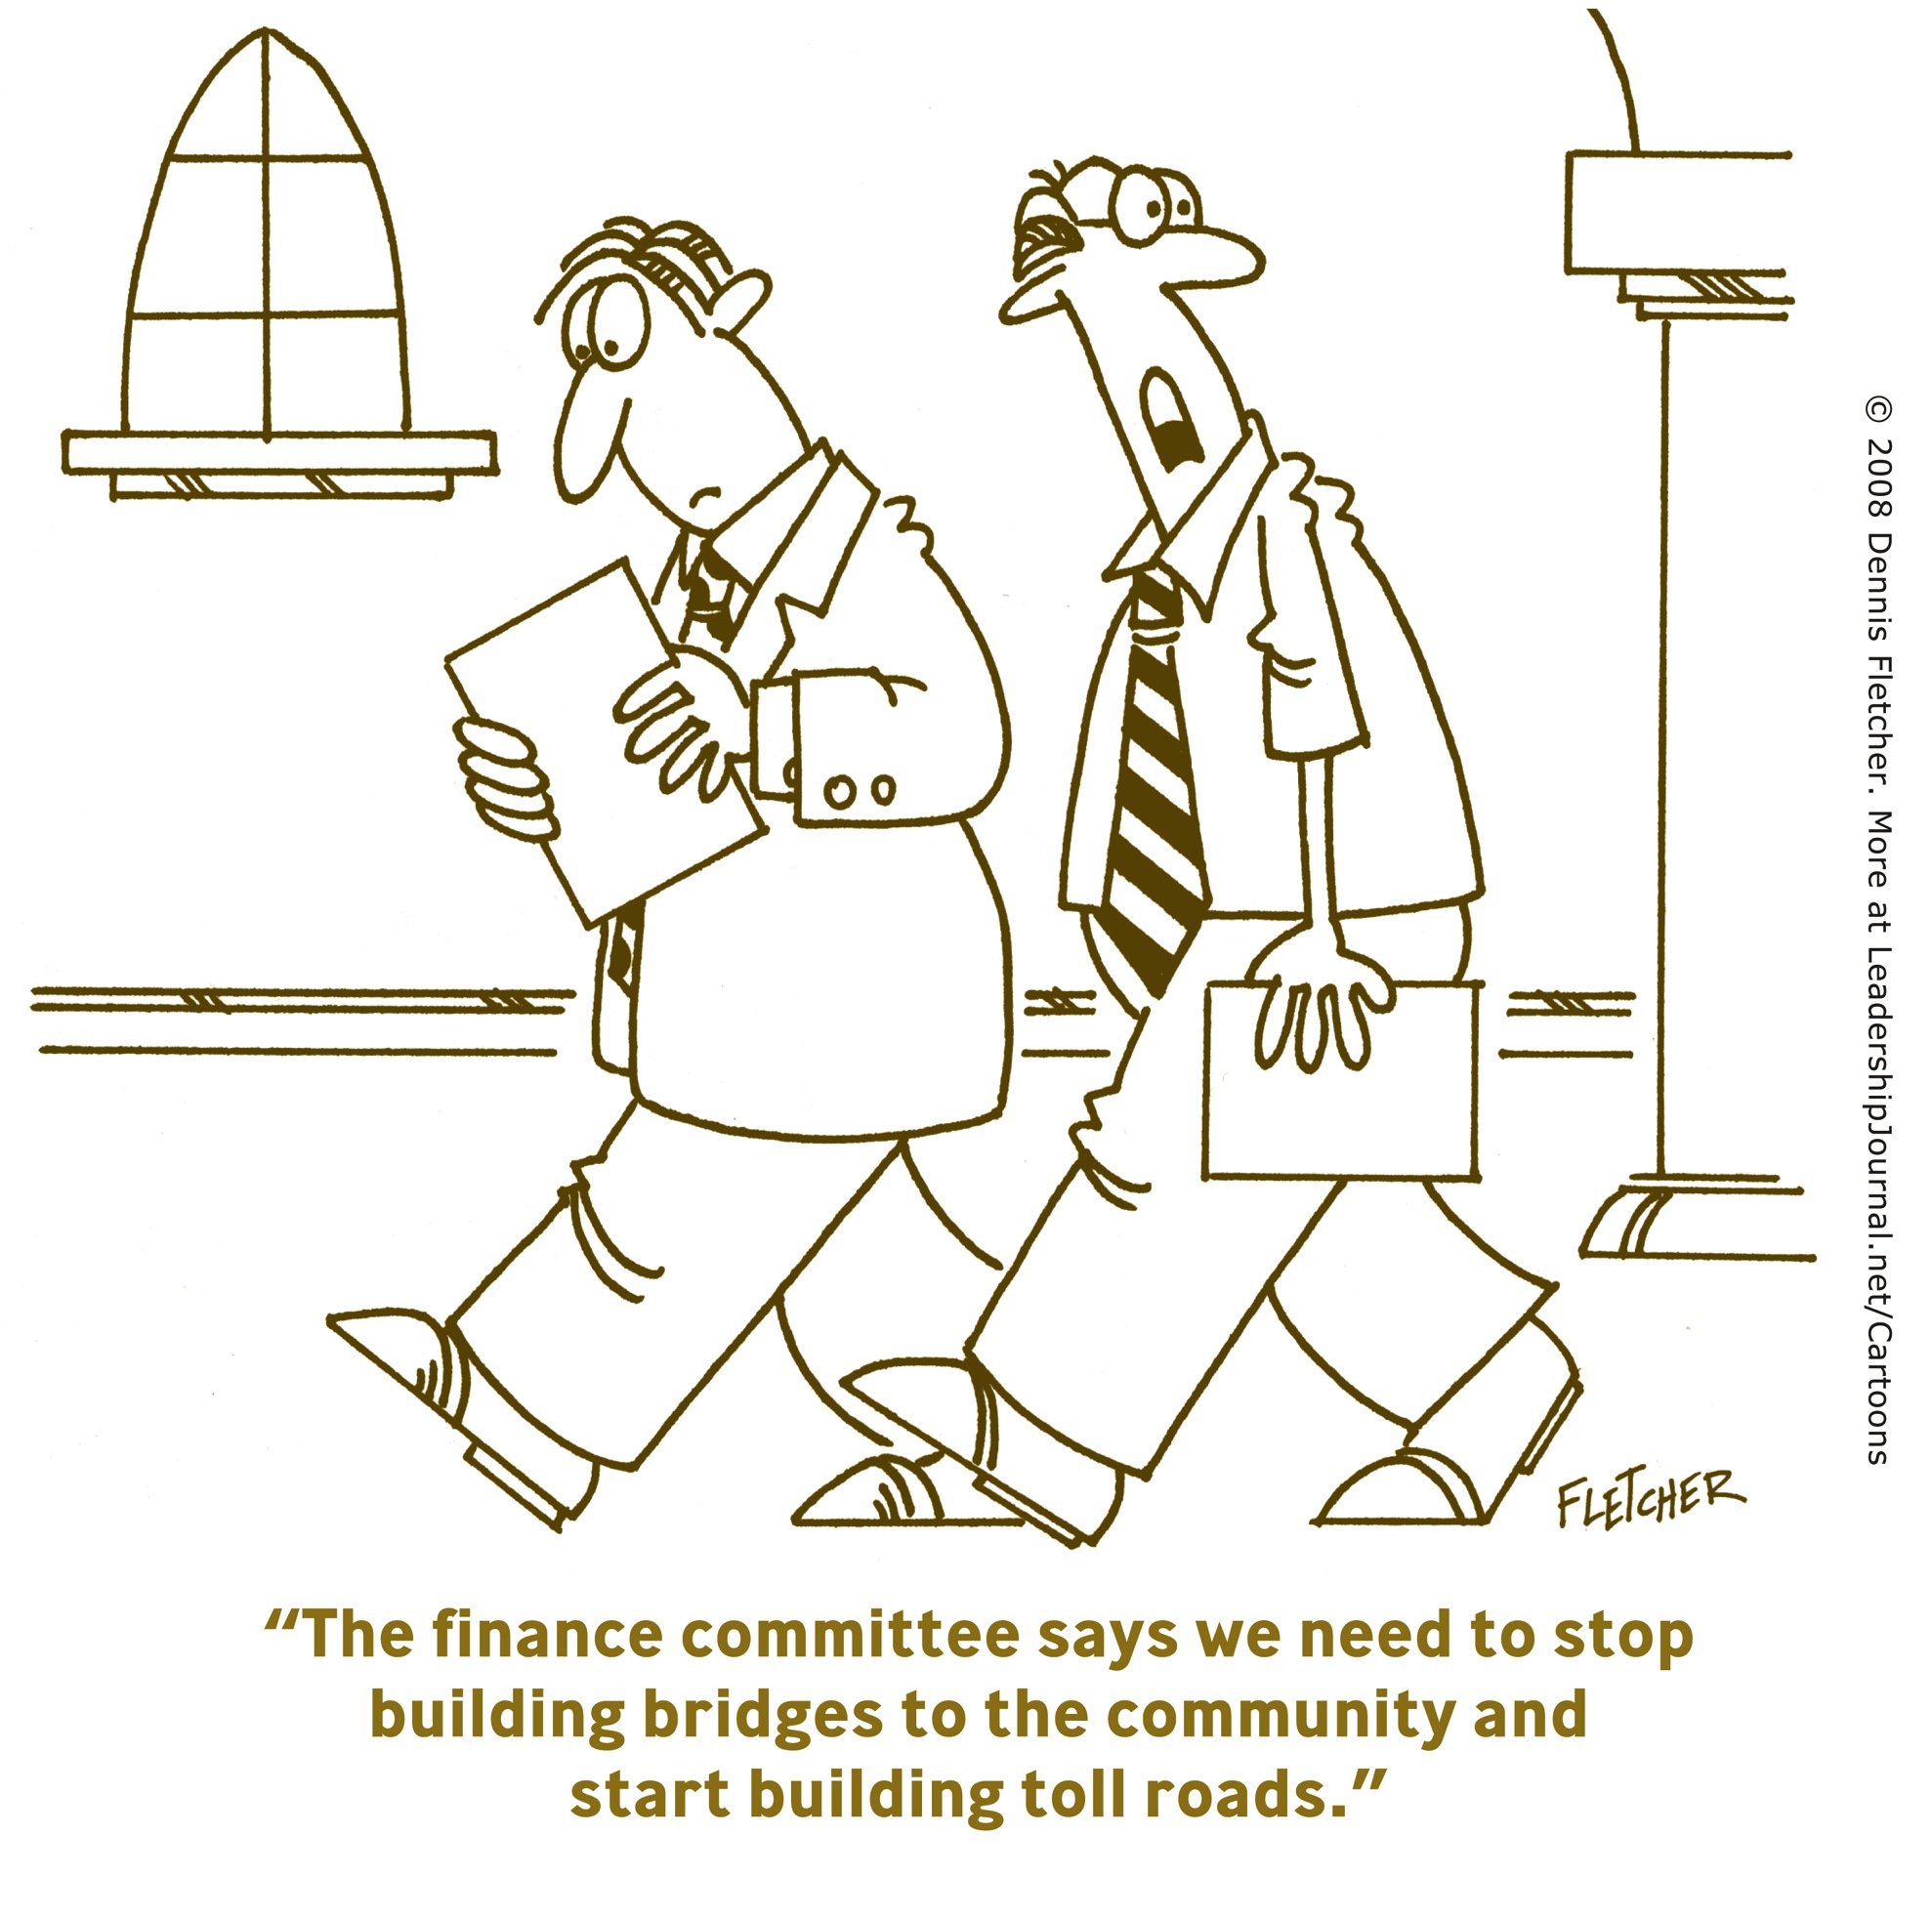 © 2008 Dennis Fletcher. More at LeadershipJournal.net/Cartoons
FLETCHER
“The finance committee says we need to stop
building bridges to the community and
start building toll roads.”